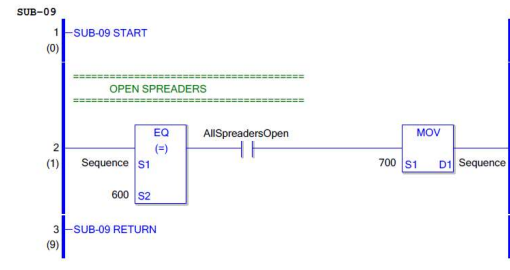 SUB-09
1 SUB-09 START
(0)
=====================================
OPEN SPREADERS
=====================================
EQ AllSpreadersOpen MOV
2 (=)
(1) Sequence S1 700 S1 D1 Sequence
600 S2
3 SUB-09 RETURN
(9)